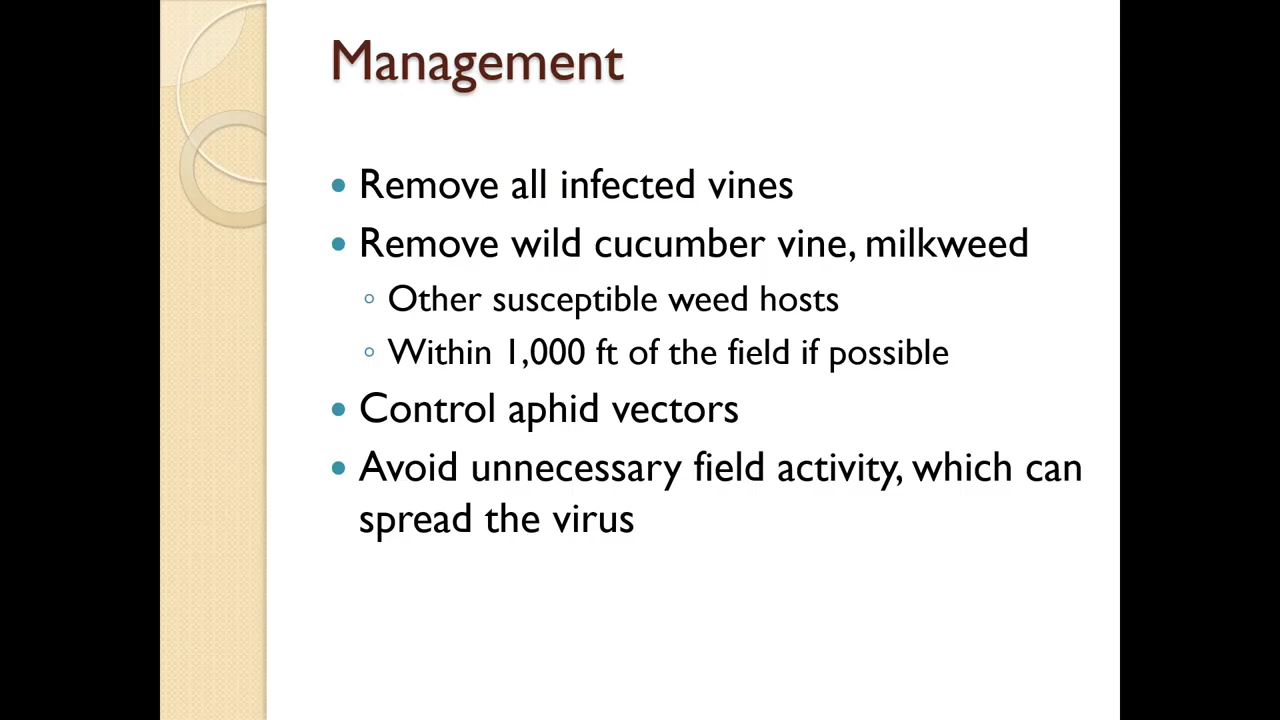 Management
• Remove all infected vines
• Remove wild cucumber vine, milkweed
◦ Other susceptible weed hosts
◦ Within 1,000 ft of the field if possible
• Control aphid vectors
• Avoid unnecessary field activity, which can
spread the virus